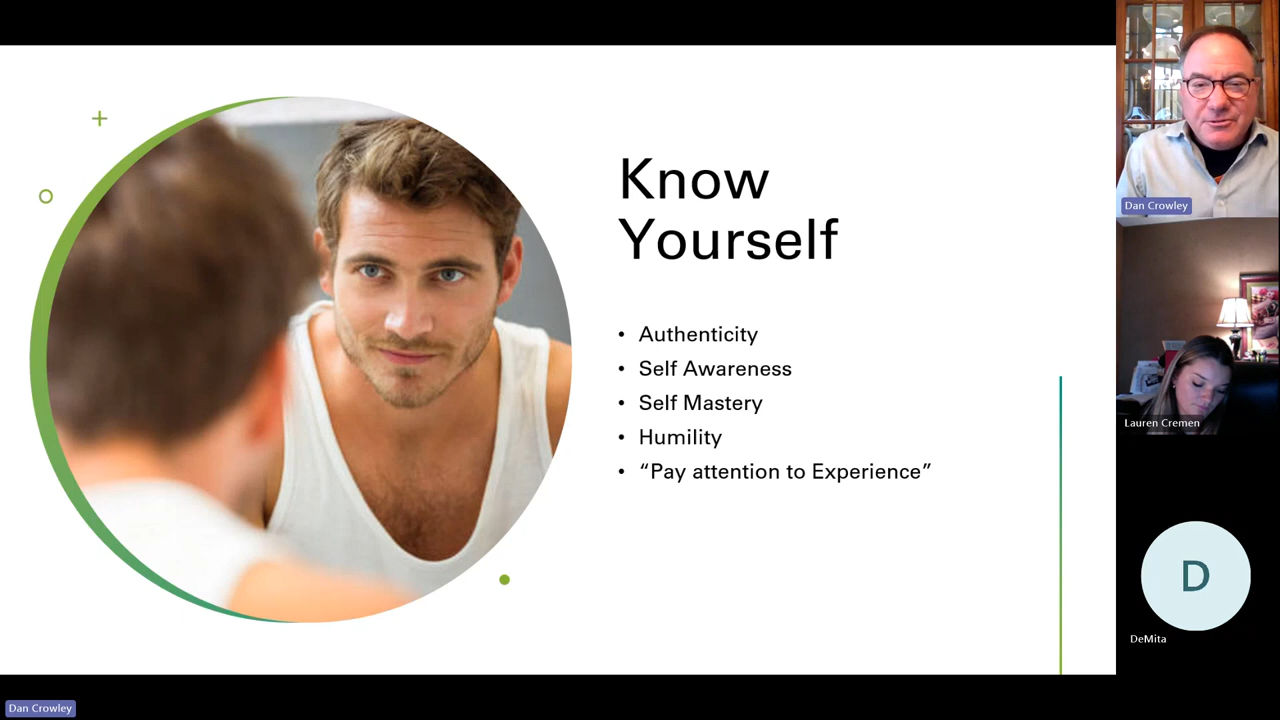 Know
Yourself
• Authenticity
• Self Awareness
• Self Mastery
• Humility
• “Pay attention to Experience”
Dan Crowley
Lauren Cremen
D
DeMita
Dan Crowley